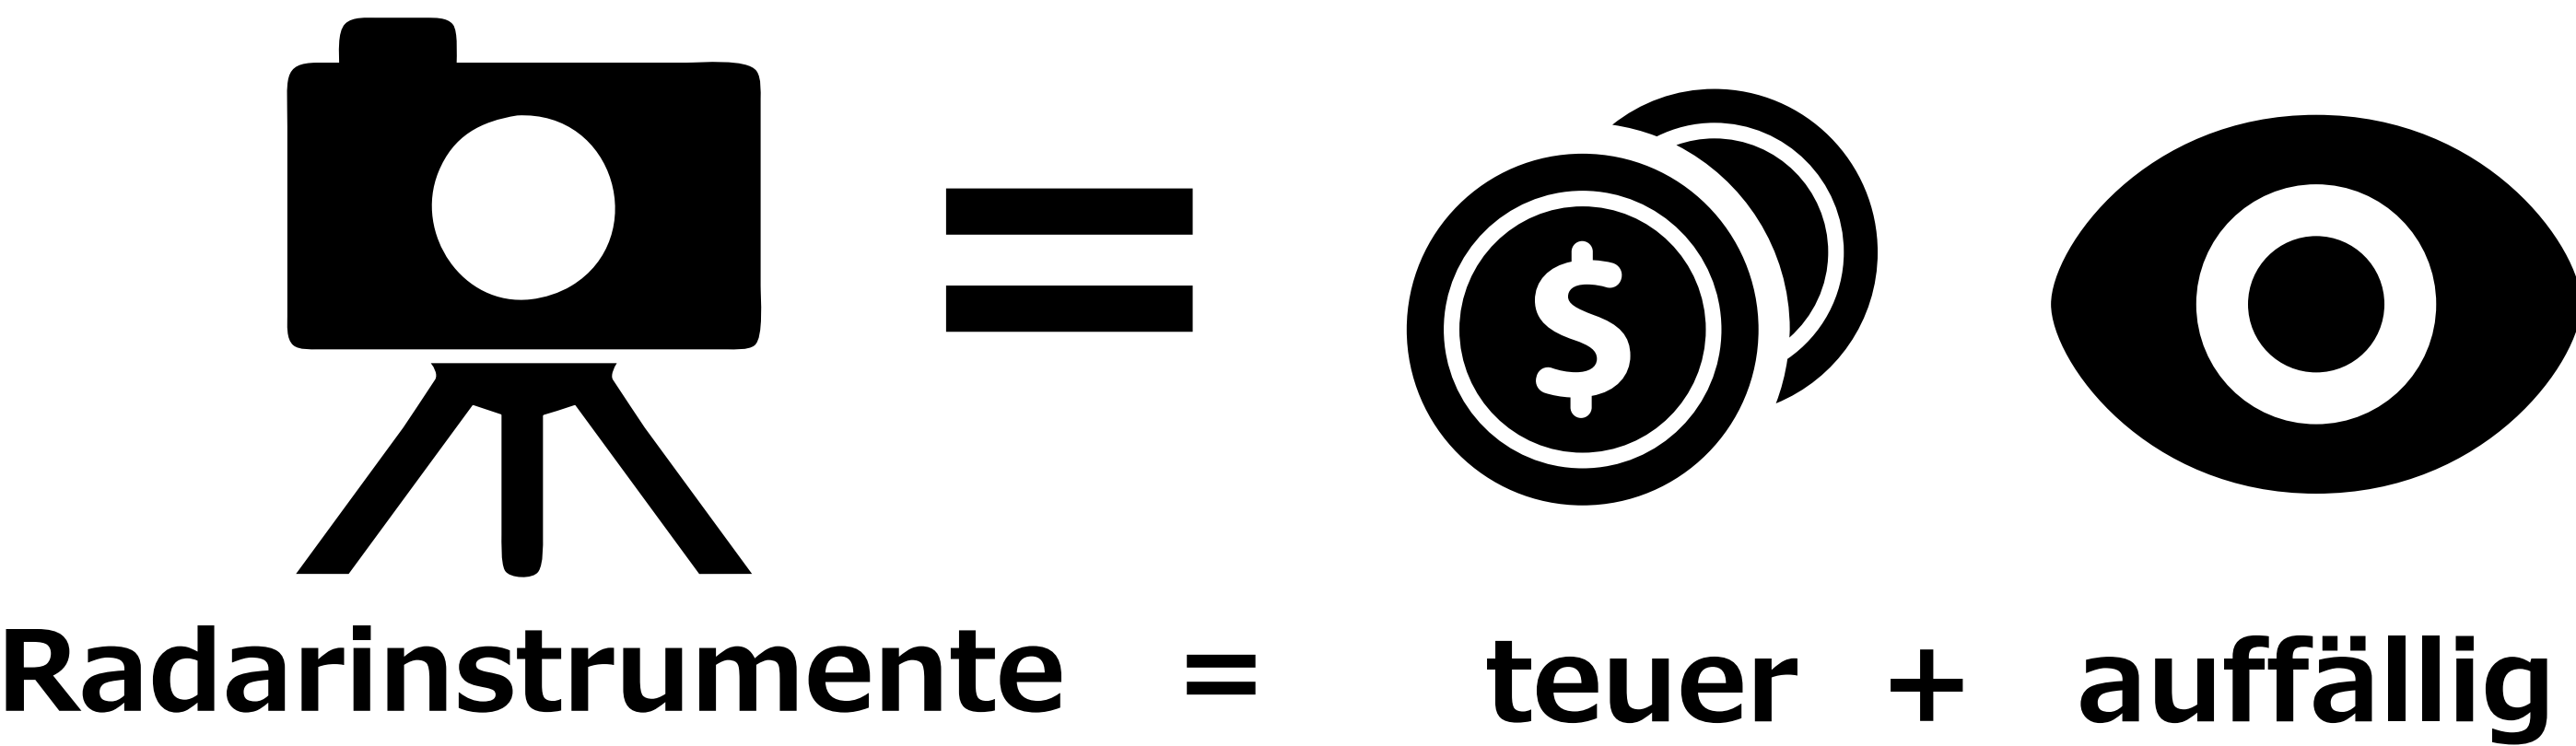 $
Radarinstrumente = teuer + auffällig